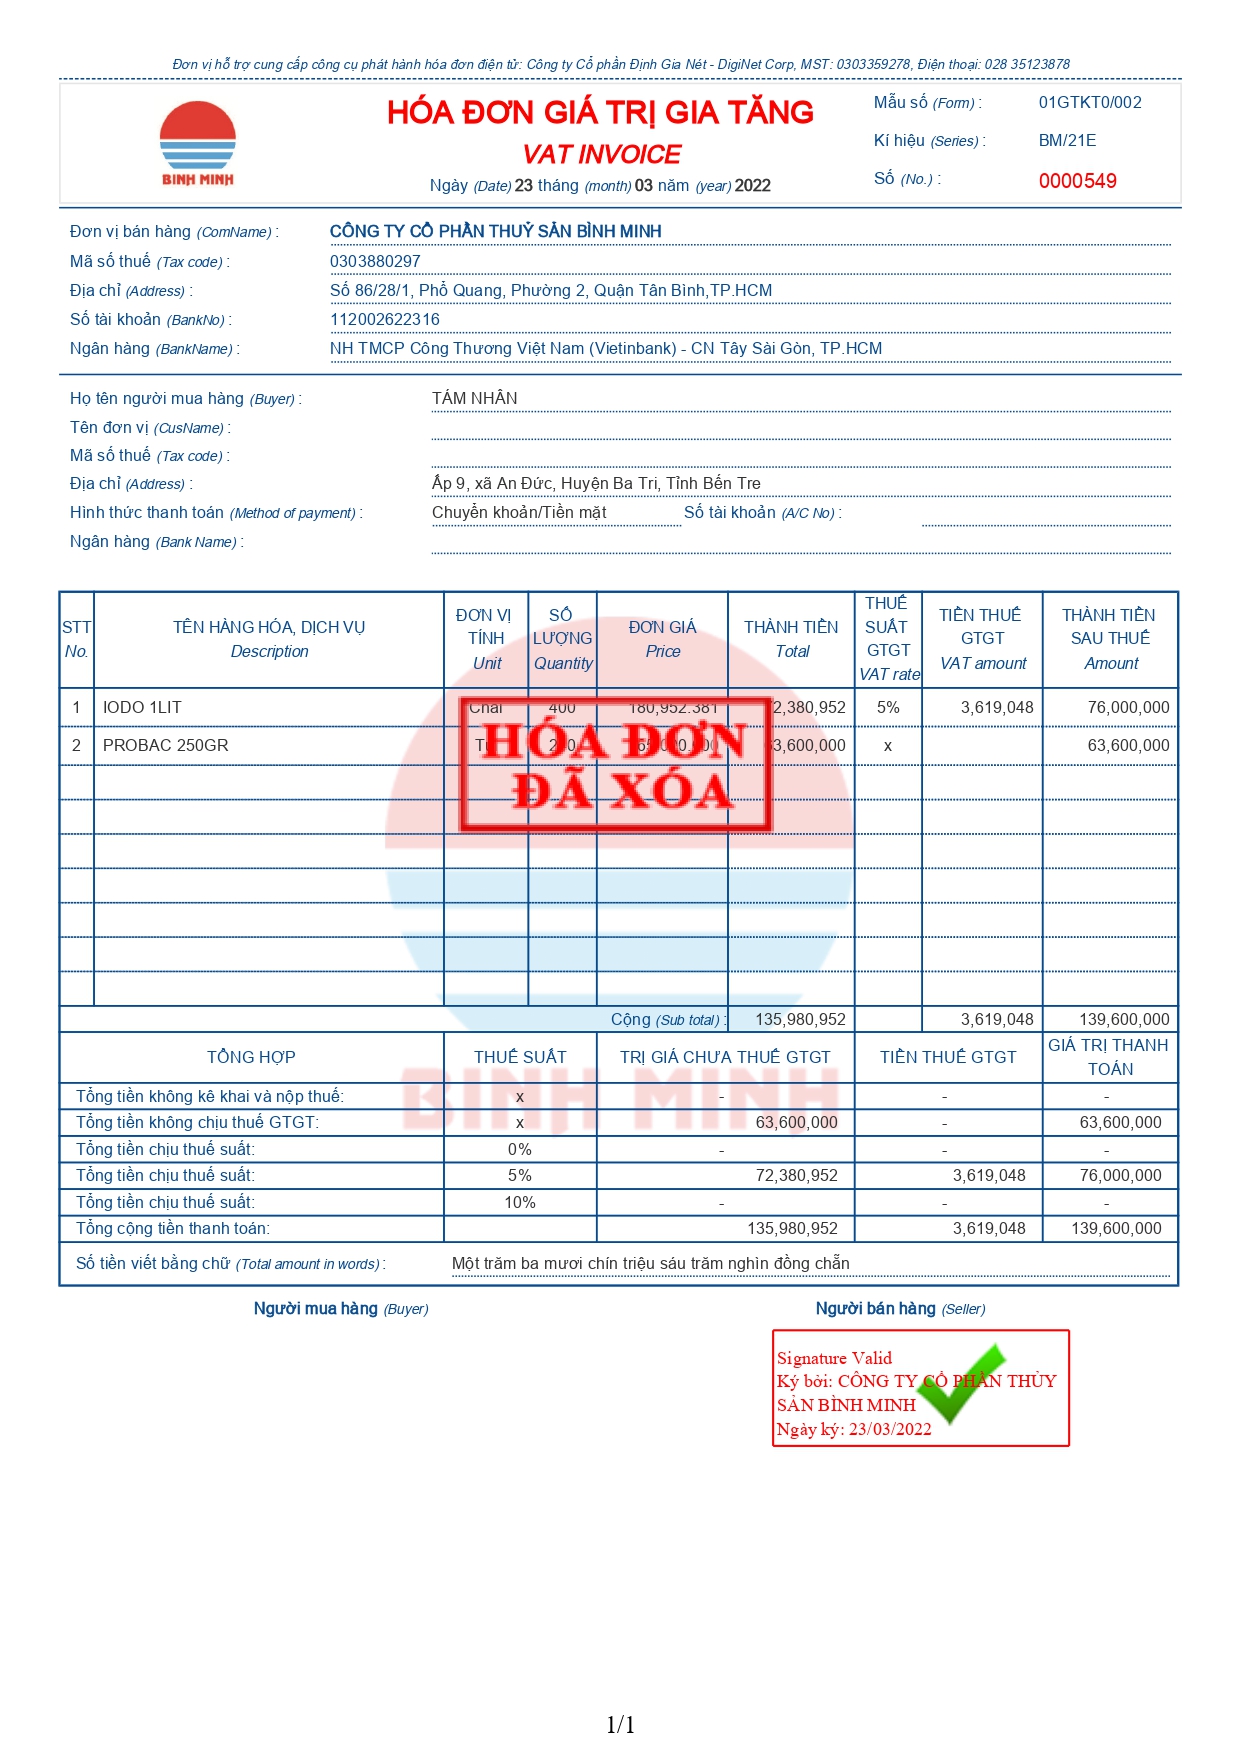 Đơn vị hỗ trợ cung cấp công cụ phát hành hóa đơn điện tử: Công ty Cổ phần Định Gia Nét - DigiNet Corp, MST: 0303359278, Điện thoại: 028 35123878
BINH MINH
HÓA ĐƠN GIÁ TRỊ GIA TĂNG
VAT INVOICE
Ngày (Date) 23 tháng (month) 03 năm (year) 2022
Mẫu số (Form) : 01GTKT0/002
Kí hiệu (Series) : BM/21E
Số (No.) : 0000549
Đơn vị bán hàng (ComName) : CÔNG TY CỔ PHẦN THUỶ SẢN BÌNH MINH
Mã số thuế (Tax code) : 0303880297
Địa chỉ (Address) : Số 86/28/1, Phổ Quang, Phường 2, Quận Tân Bình,TP.HCM
Số tài khoản (BankNo) : 112002622316
Ngân hàng (BankName) : NH TMCP Công Thương Việt Nam (Vietinbank) - CN Tây Sài Gòn, TP.HCM
Họ tên người mua hàng (Buyer) : TÁM NHÂN
Tên đơn vị (CusName) :
Mã số thuế (Tax code) :
Địa chỉ (Address) : Ấp 9, xã An Đức, Huyện Ba Tri, Tỉnh Bến Tre
Hình thức thanh toán (Method of payment) : Chuyển khoản/Tiền mặt Số tài khoản (A/C No) :
Ngân hàng (Bank Name) :
STT No. TÊN HÀNG HÓA, DỊCH VỤ Description ĐƠN VỊ TÍNH Unit SỐ LƯỢNG Quantity ĐƠN GIÁ Price THÀNH TIỀN Total THUẾ SUẤT GTGT VAT rate TIỀN THUẾ GTGT VAT amount THÀNH TIỀN SAU THUẾ Amount
1 IODO 1LIT Chai 400 180,952.381 2,380,952 5% 3,619,048 76,000,000
2 PROBAC 250GR 63,600,000 x 63,600,000
HÓA ĐƠN
ĐÃ XÓA
Cộng (Sub total) : 135,980,952 3,619,048 139,600,000
TỔNG HỢP THUẾ SUẤT TRỊ GIÁ CHƯA THUẾ GTGT TIỀN THUẾ GTGT GIÁ TRỊ THANH TOÁN
Tổng tiền không kê khai và nộp thuế: x - - -
Tổng tiền không chịu thuế GTGT: x 63,600,000 - 63,600,000
Tổng tiền chịu thuế suất: 0% - - -
Tổng tiền chịu thuế suất: 5% 72,380,952 3,619,048 76,000,000
Tổng tiền chịu thuế suất: 10% - - -
Tổng cộng tiền thanh toán: 135,980,952 3,619,048 139,600,000
BINH MINH
Số tiền viết bằng chữ (Total amount in words) : Một trăm ba mươi chín triệu sáu trăm nghìn đồng chẵn
Người mua hàng (Buyer) Người bán hàng (Seller)
Signature Valid
Ký bởi: CÔNG TY CỔ PHẦN THỦY
SẢN BÌNH MINH
Ngày ký: 23/03/2022
1/1